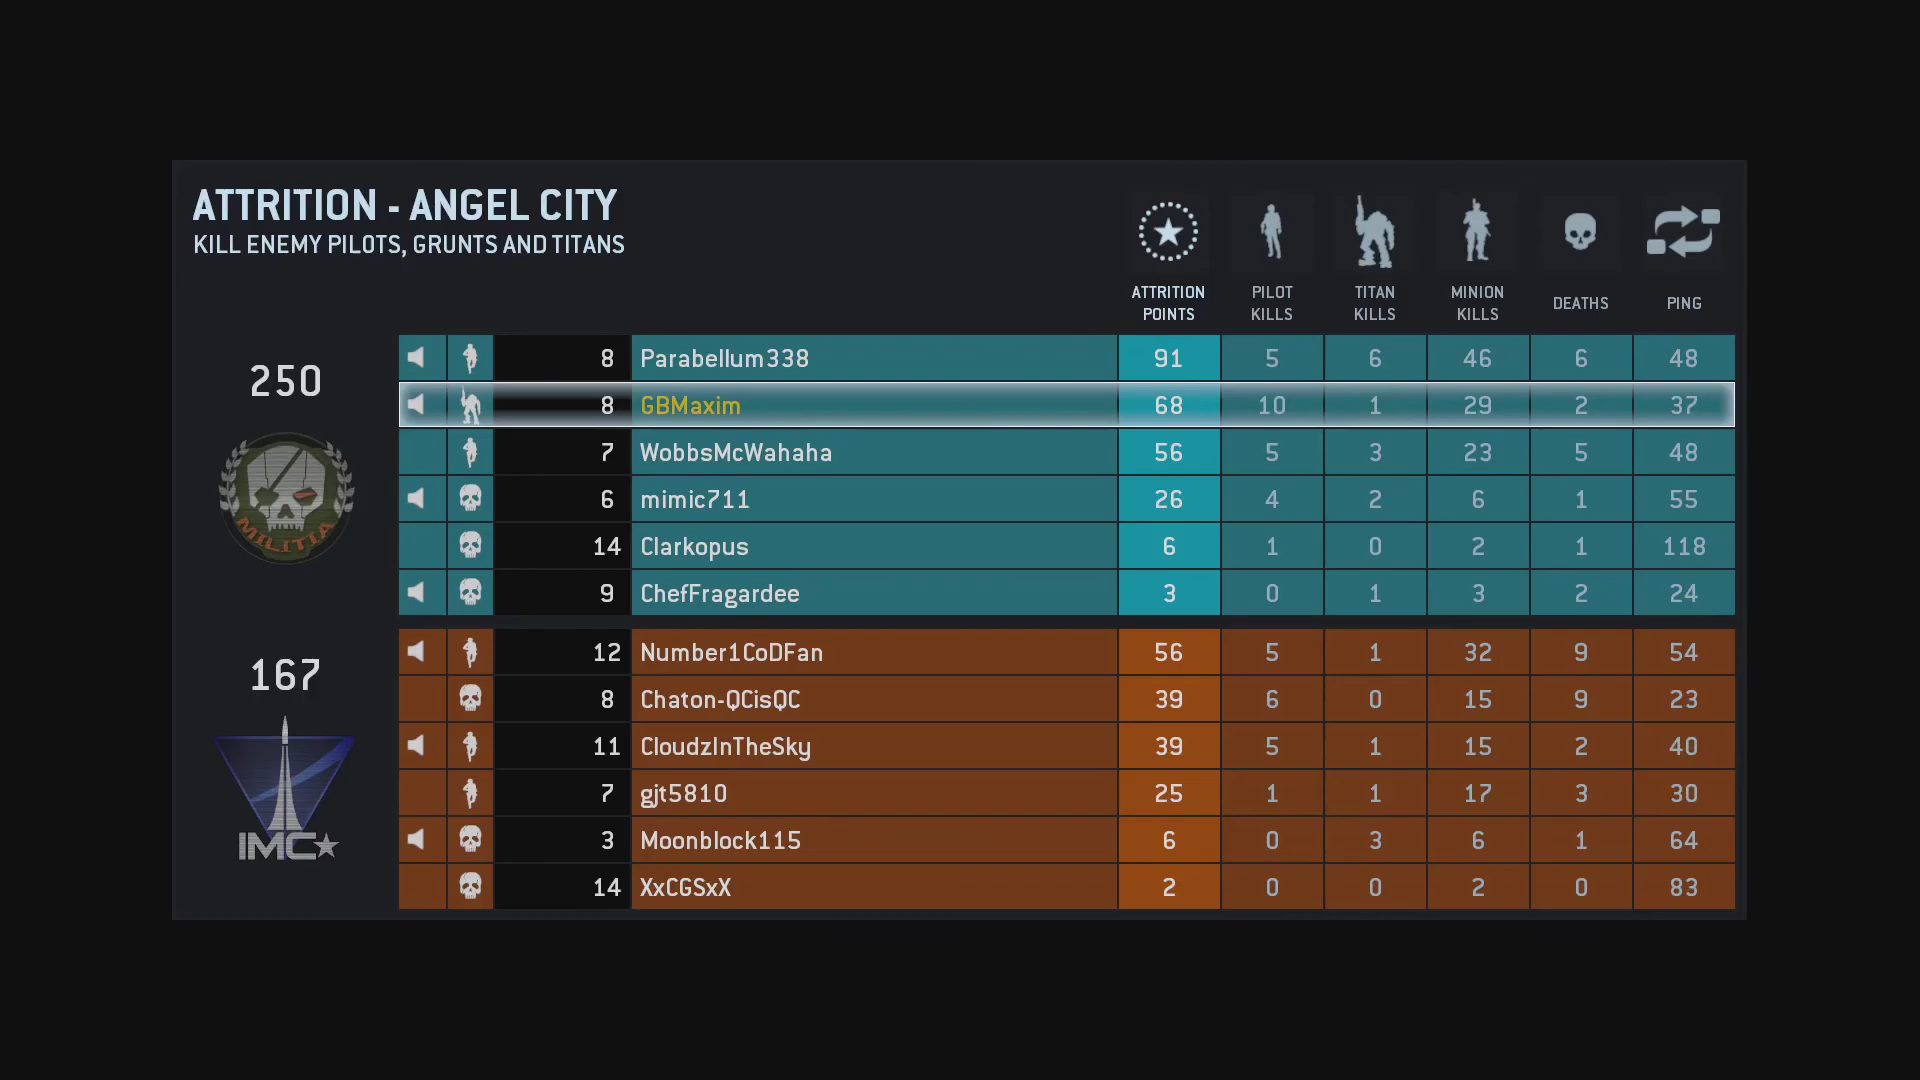 ATTRITION - ANGEL CITY
KILL ENEMY PILOTS, GRUNTS AND TITANS
ATTRITION POINTS PILOT KILLS TITAN KILLS MINION KILLS DEATHS PING
250
MILITIA
8 Parabellum338 91 5 6 46 6 48
8 GBMaxim 68 10 1 29 2 37
7 WobbsMcWahaha 56 5 3 23 5 48
6 mimic711 26 4 2 6 1 55
14 Clarkopus 6 1 0 2 1 118
9 ChefFragardee 3 0 1 3 2 24
167
IMC
12 Number1CoDFan 56 5 1 32 9 54
8 Chaton-QCisQC 39 6 0 15 9 23
11 CloudzInTheSky 39 5 1 15 2 40
7 gjt5810 25 1 1 17 3 30
3 Moonblock115 6 0 3 6 1 64
14 XxCGSxX 2 0 0 2 0 83